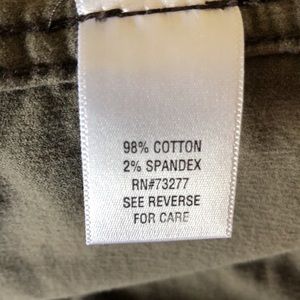 98% COTTON
2% SPANDEX
RN#73277
SEE REVERSE
FOR CARE